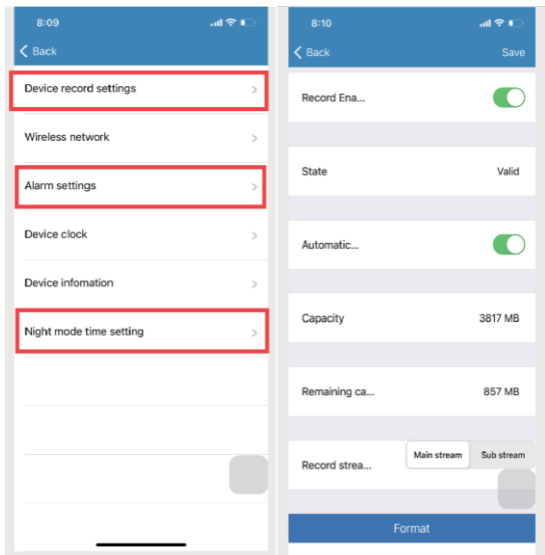 8:09
Back
Device record settings
Wireless network
Alarm settings
Device clock
Device infomation
Night mode time setting
8:10
Back Save
Record Ena...
State Valid
Automatic...
Capacity 3817 MB
Remaining ca... 857 MB
Record strea... Main stream Sub stream
Format